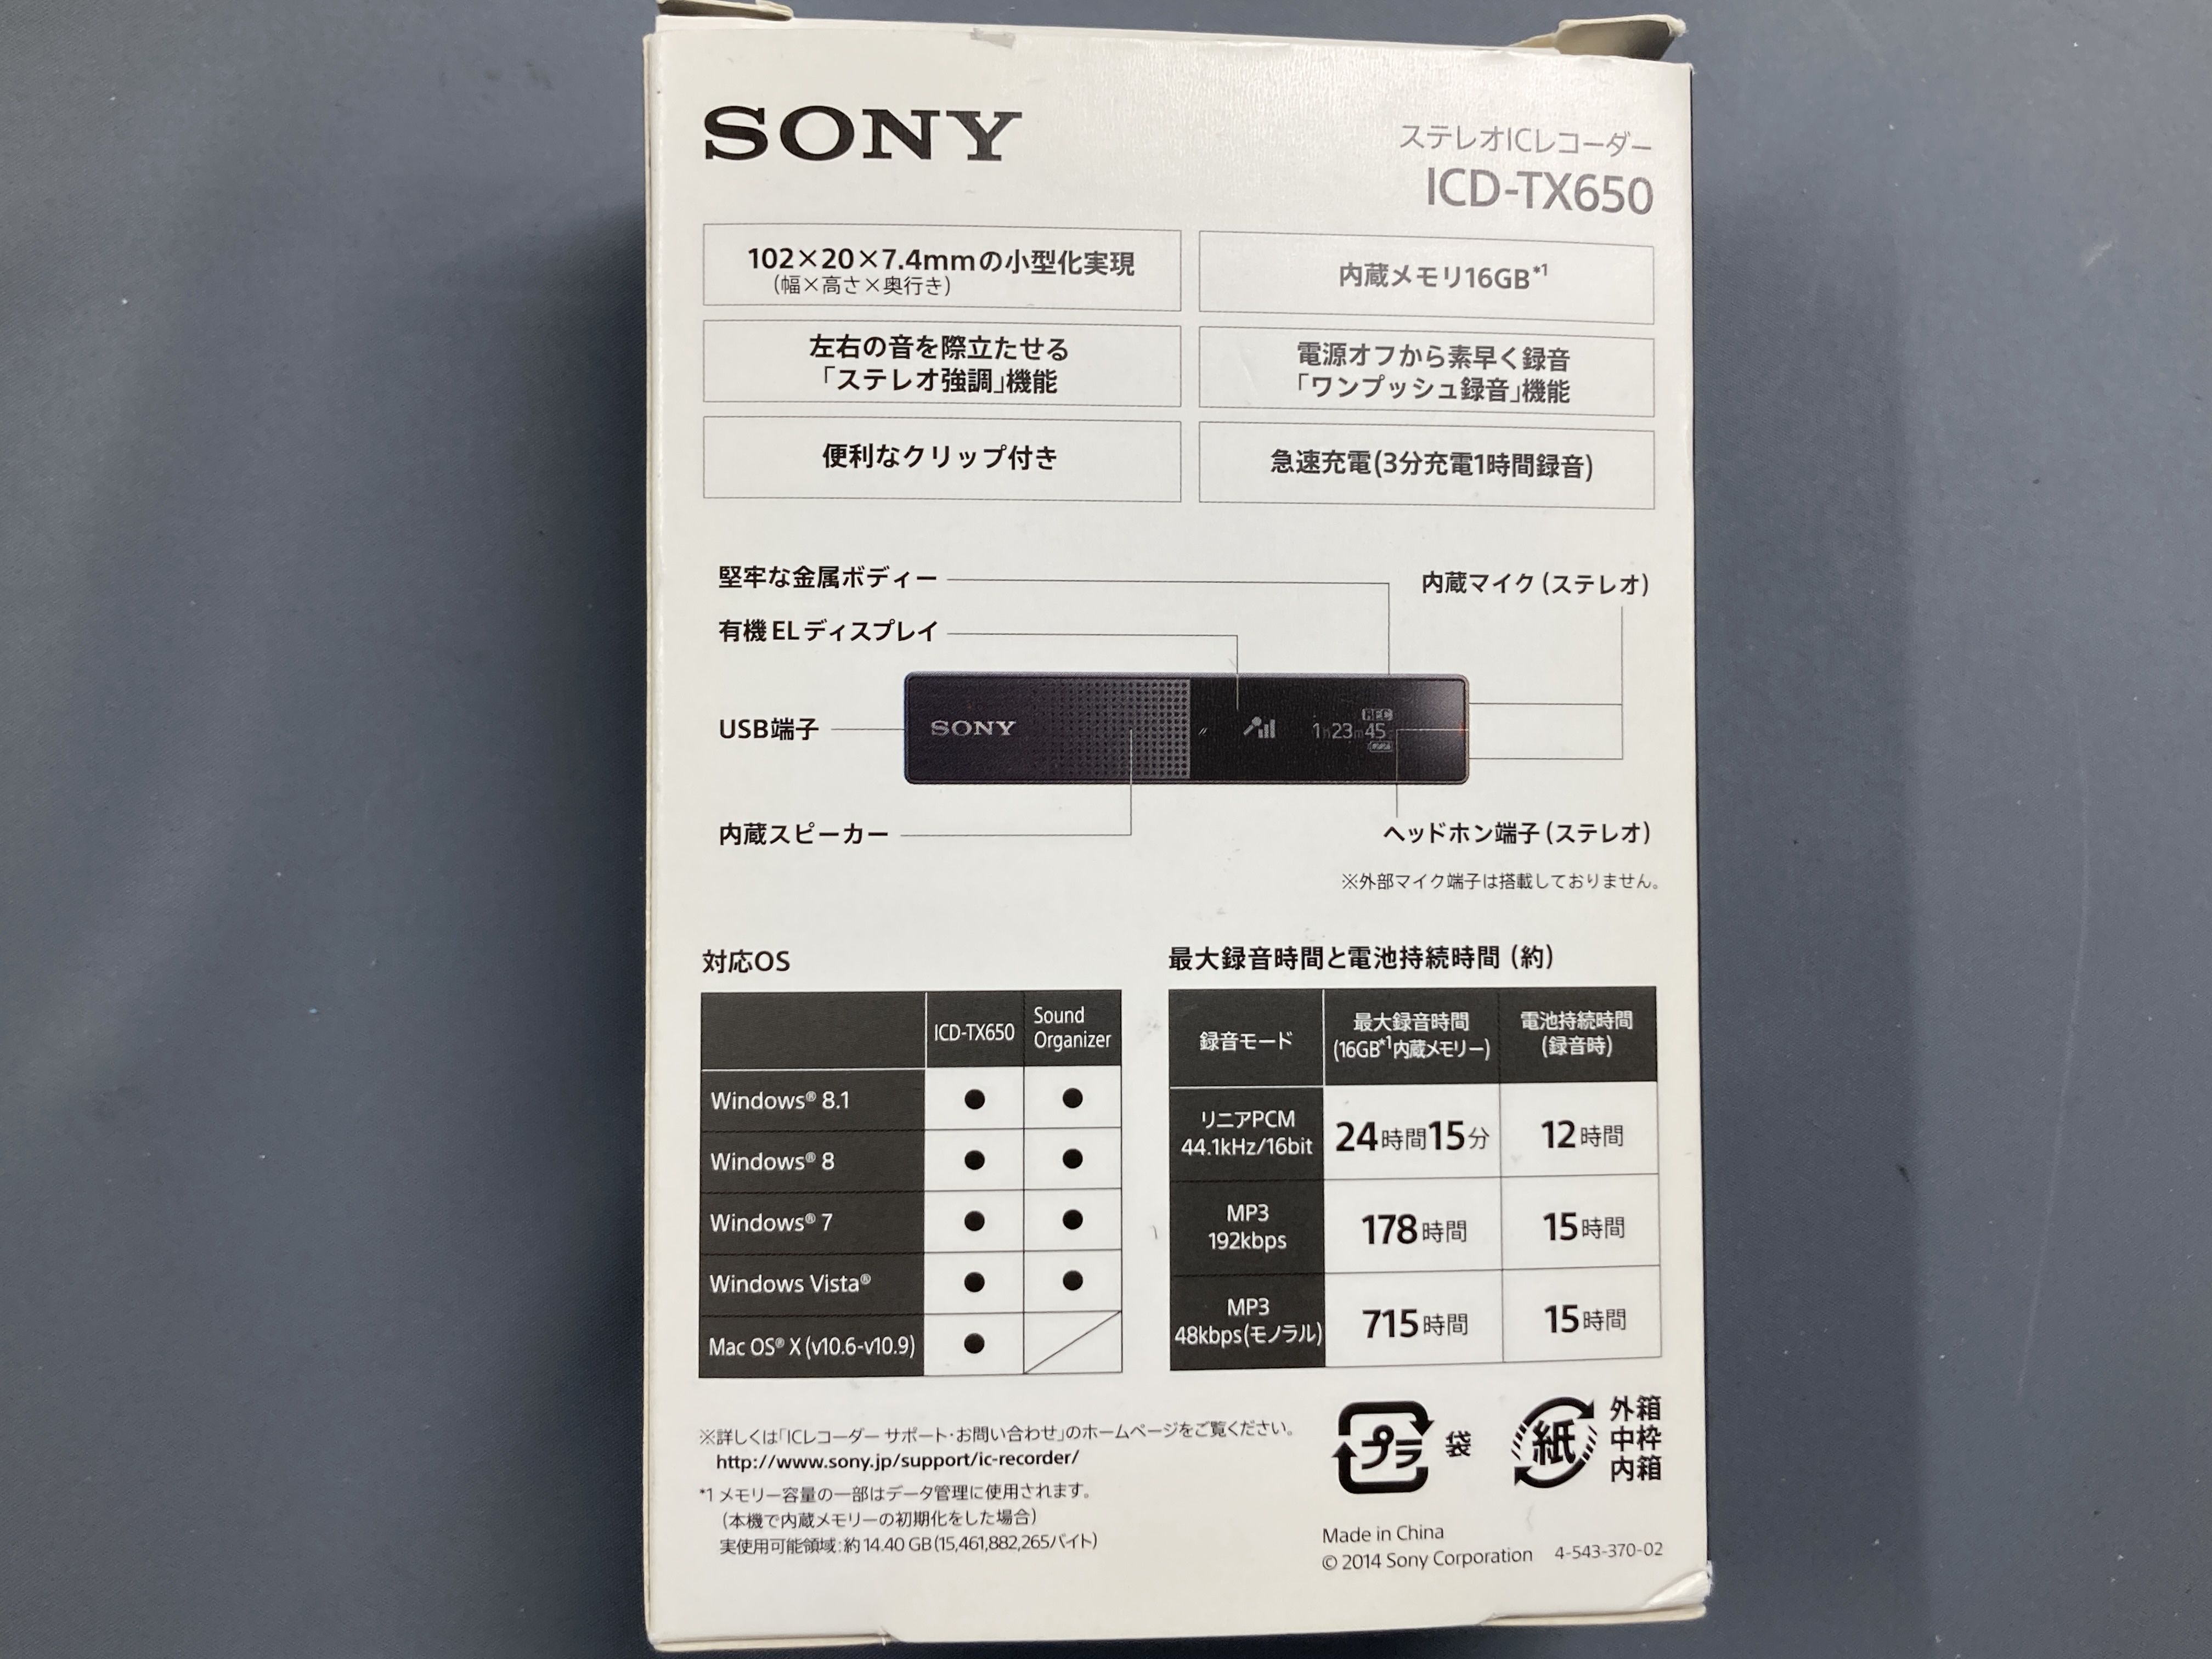 SONY
ステレオICレコーダー
ICD-TX650
102×20×7.4mmの小型化実現
(幅×高さ×奥行き)
内蔵メモリ16GB*1
左右の音を際立たせる
「ステレオ強調」機能
電源オフから素早く録音
「ワンプッシュ録音」機能
便利なクリップ付き
急速充電(3分充電1時間録音)
堅牢な金属ボディー
内蔵マイク(ステレオ)
有機ELディスプレイ
USB端子
SONY
REC
1h23m45
内蔵スピーカー
ヘッドホン端子(ステレオ)
※外部マイク端子は搭載しておりません。
対応OS
ICD-TX650
Sound
Organizer
Windows® 8.1 ● ●
Windows® 8 ● ●
Windows® 7 ● ●
Windows Vista® ● ●
Mac OS® X (v10.6-v10.9) ●
最大録音時間と電池持続時間(約)
録音モード
最大録音時間
(16GB*1内蔵メモリー)
電池持続時間
(録音時)
リニアPCM
44.1kHz/16bit
24時間15分
12時間
MP3
192kbps
178時間
15時間
MP3
48kbps(モノラル)
715時間
15時間
※詳しくは「ICレコーダー サポート・お問い合わせ」のホームページをご覧ください。
http://www.sony.jp/support/ic-recorder/
*1 メモリー容量の一部はデータ管理に使用されます。
(本機で内蔵メモリーの初期化をした場合)
実使用可能領域:約14.40 GB(15,461,882,265バイト)
プラ
袋
紙
外箱
中枠
内箱
Made in China
© 2014 Sony Corporation 4-543-370-02